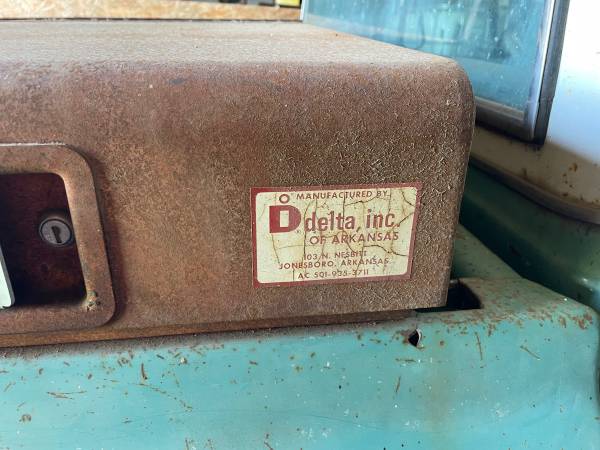 MANUFACTURED BY
D delta, inc.
OF ARKANSAS
103 N. NESBITT
JONESBORO, ARKANSAS
AC 501-935-3711